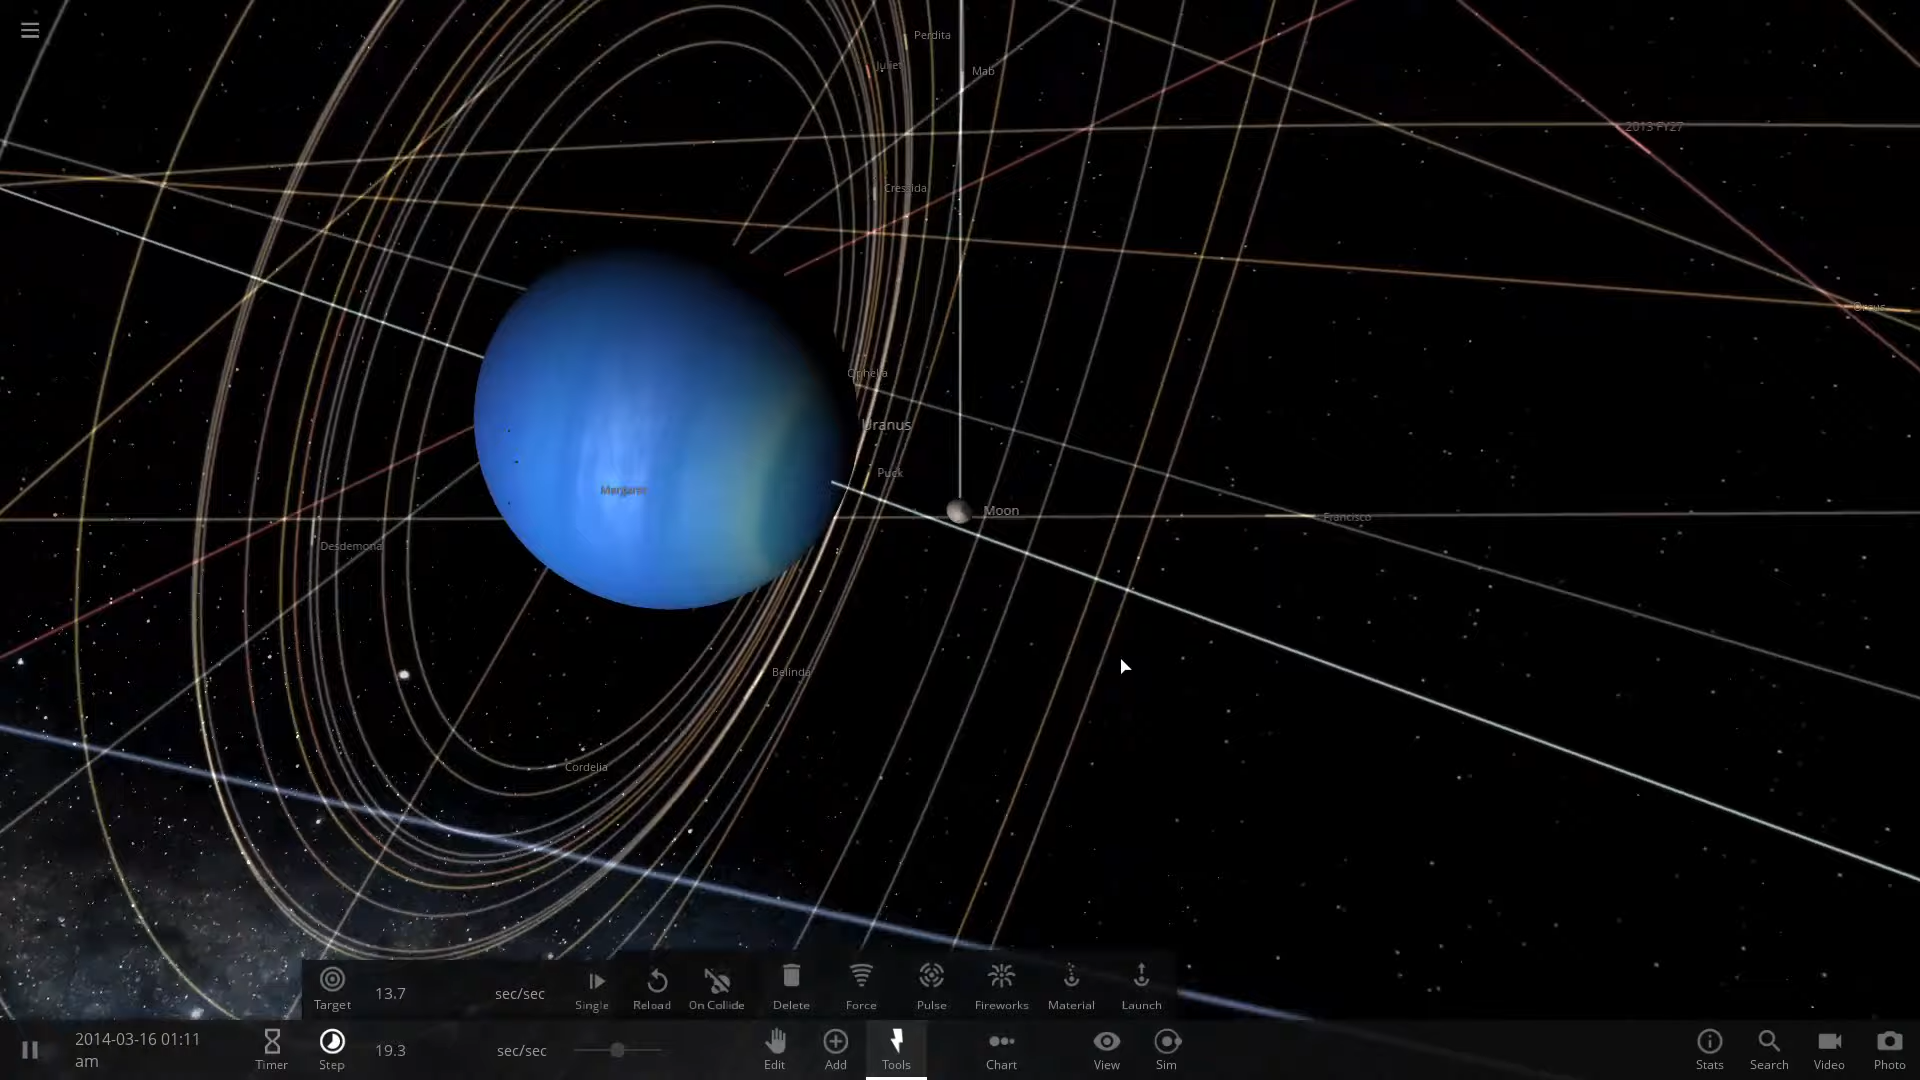 Perdita
Juliet
Mab
2013 FY27
Cressida
Orcus
Ophelia
Uranus
Puck
Margaret
Moon
Francisco
Desdemona
Belinda
Cordelia
Target
13.7 sec/sec
Single
Reload
On Collide
Delete
Force
Pulse
Fireworks
Material
Launch
2014-03-16 01:11
am
Timer
Step
19.3 sec/sec
Edit
Add
Tools
Chart
View
Sim
Stats
Search
Video
Photo